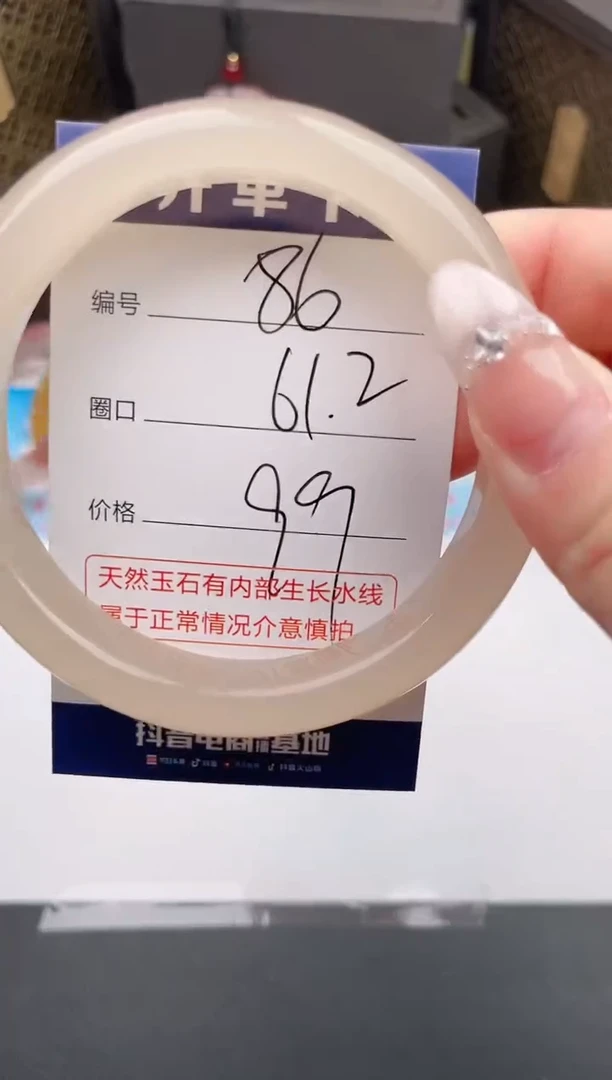 开单卡
编号 86
圈口 61.2
价格 99
天然玉石有内部生长水线
属于正常情况介意慎拍
抖音电商直播基地